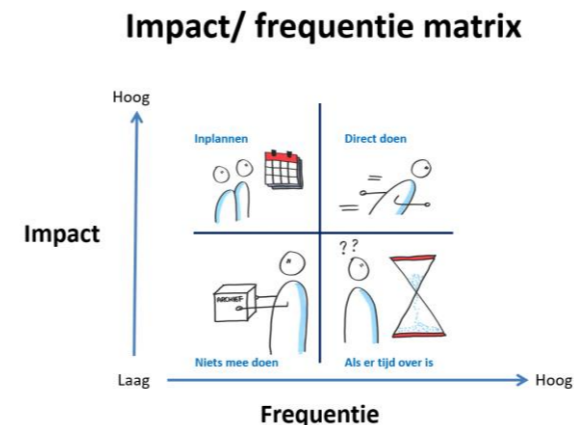 Impact/ frequentie matrix
Hoog
Inplannen
Direct doen
Impact
??
ARCHIEF
Niets mee doen
Als er tijd over is
Laag
Hoog
Frequentie